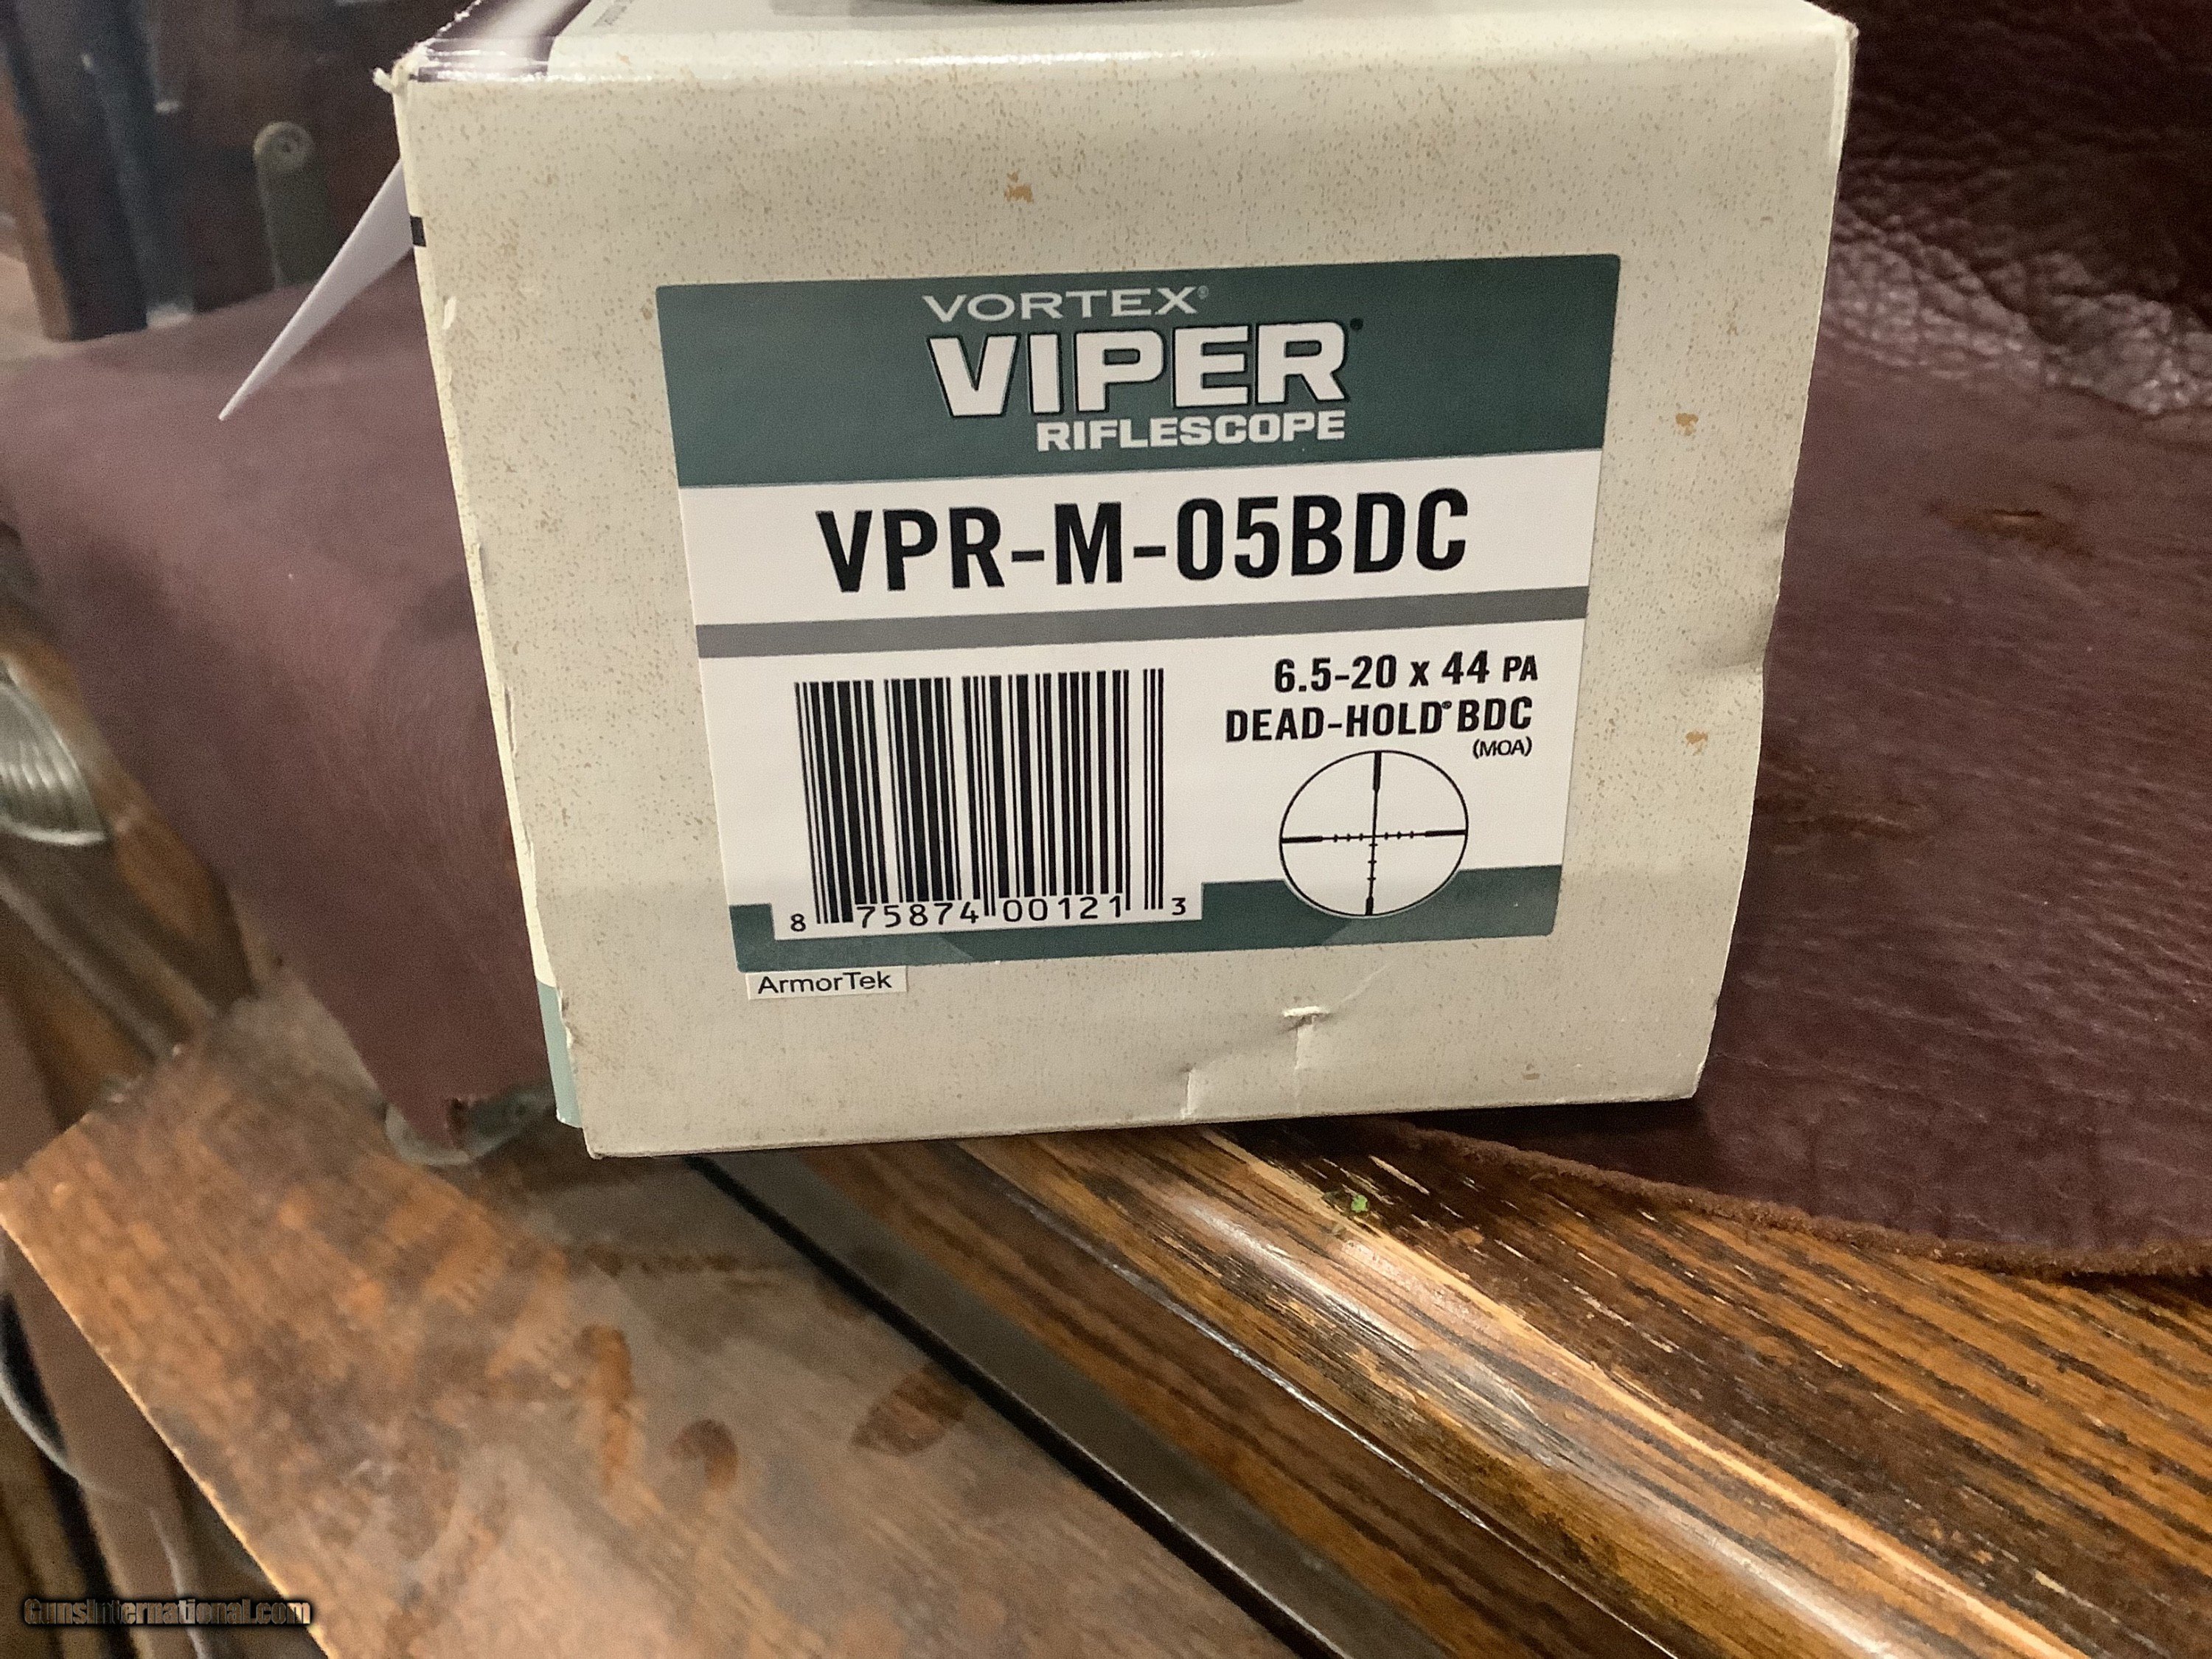 VORTEX®
VIPER®
RIFLESCOPE
VPR-M-05BDC
6.5-20 x 44 PA
DEAD-HOLD® BDC
(MOA)
8 75874 00121 3
ArmorTek
GunsInternational.com